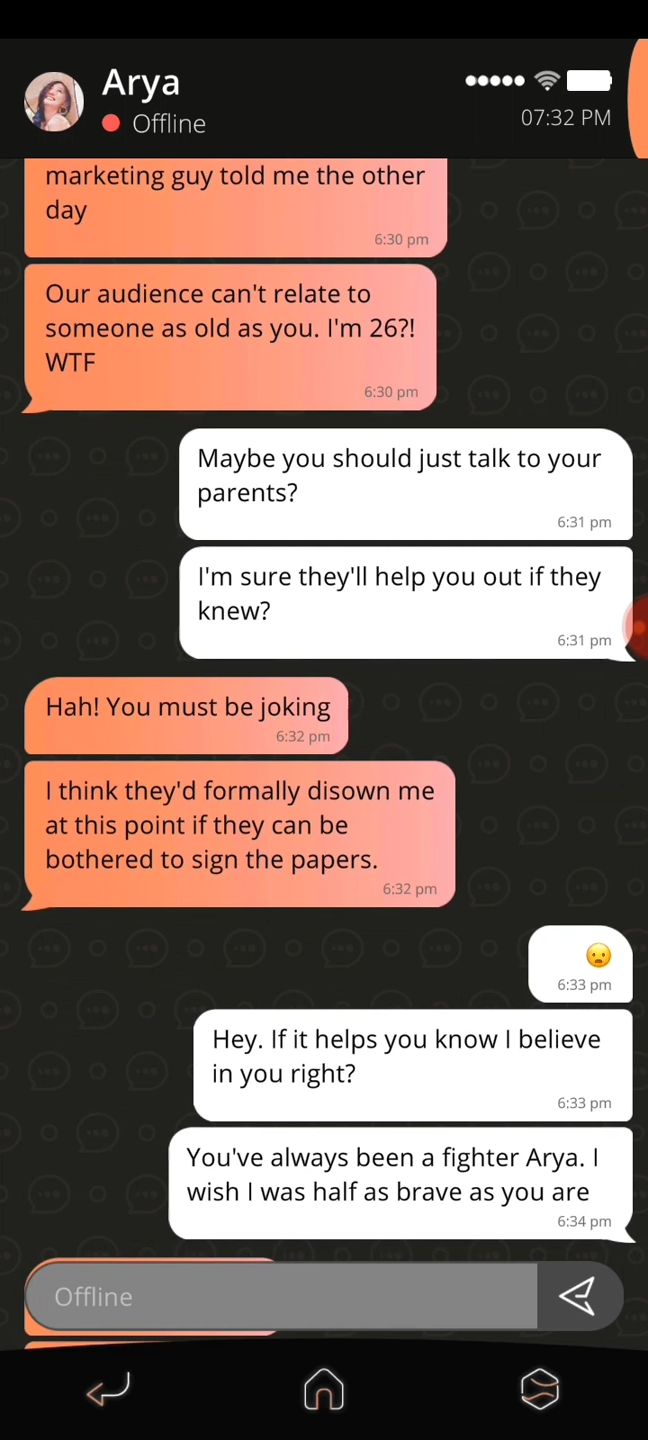 Arya
Offline
07:32 PM
marketing guy told me the other
day
6:30 pm
Our audience can't relate to
someone as old as you. I'm 26?!
WTF
6:30 pm
Maybe you should just talk to your
parents?
6:31 pm
I'm sure they'll help you out if they
knew?
6:31 pm
Hah! You must be joking
6:32 pm
I think they'd formally disown me
at this point if they can be
bothered to sign the papers.
6:32 pm
😦
6:33 pm
Hey. If it helps you know I believe
in you right?
6:33 pm
You've always been a fighter Arya. I
wish I was half as brave as you are
6:34 pm
Offline